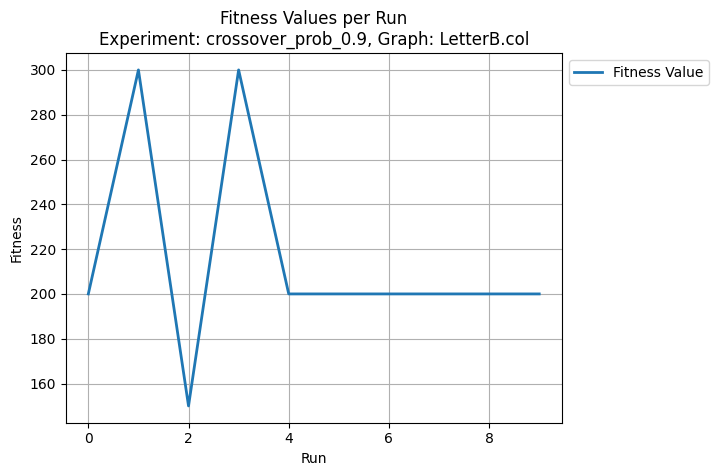 Fitness Values per Run
Experiment: crossover_prob_0.9, Graph: LetterB.col
Fitness Value
300
280
260
240
220
200
180
160
Fitness
0 2 4 6 8
Run